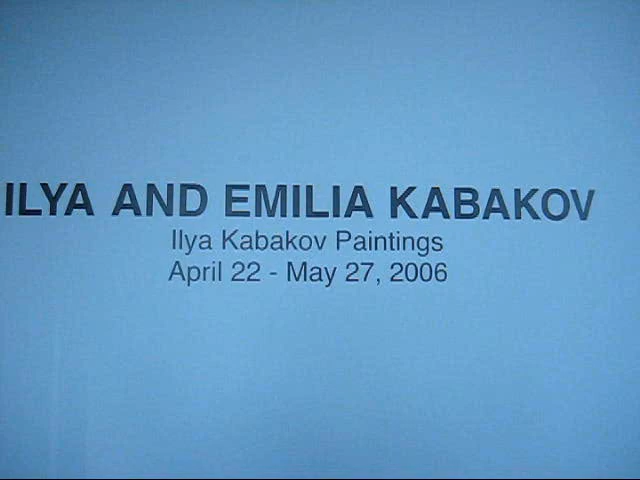 ILYA AND EMILIA KABAKOV
Ilya Kabakov Paintings
April 22 - May 27, 2006